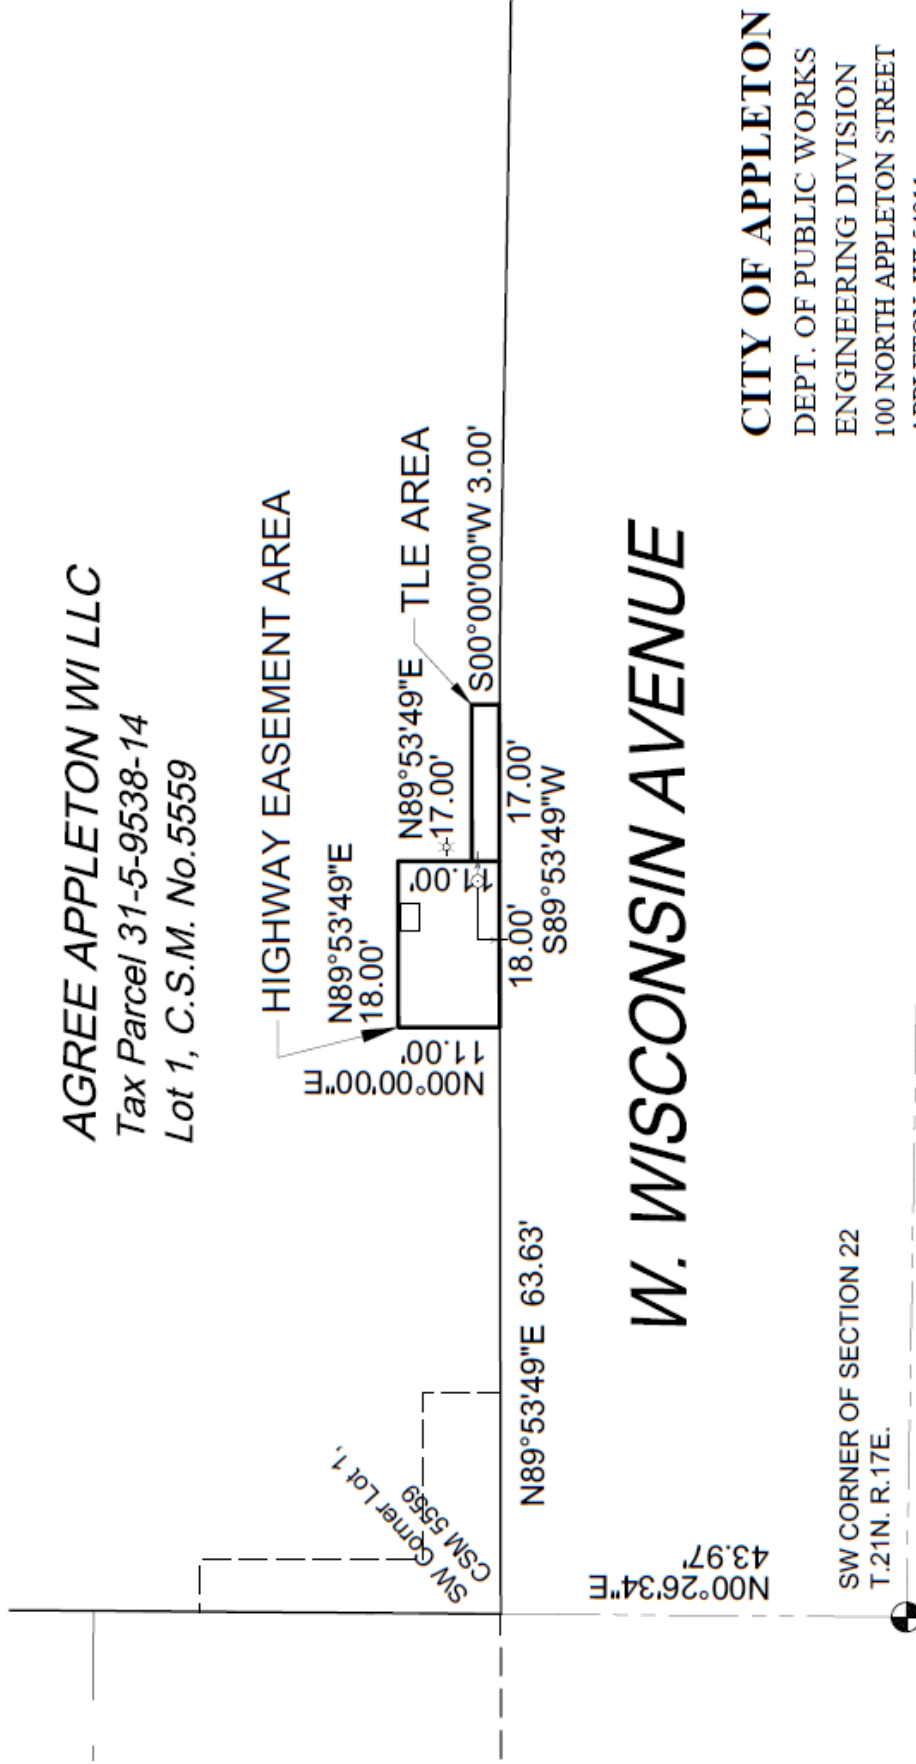 AGREE APPLETON WI LLC
Tax Parcel 31-5-9538-14
Lot 1, C.S.M. No.5559
HIGHWAY EASEMENT AREA
N89°53'49"E
18.00'
N89°53'49"E
17.00'
TLE AREA
N00°00'00"E
11.00'
11.00'
S00°00'00"W 3.00'
18.00'
17.00'
S89°53'49"W
SW Corner Lot 1,
CSM 5559
N89°53'49"E 63.63'
W. WISCONSIN AVENUE
N00°26'34"E
43.97'
SW CORNER OF SECTION 22
T.21N. R.17E.
CITY OF APPLETON
DEPT. OF PUBLIC WORKS
ENGINEERING DIVISION
100 NORTH APPLETON STREET